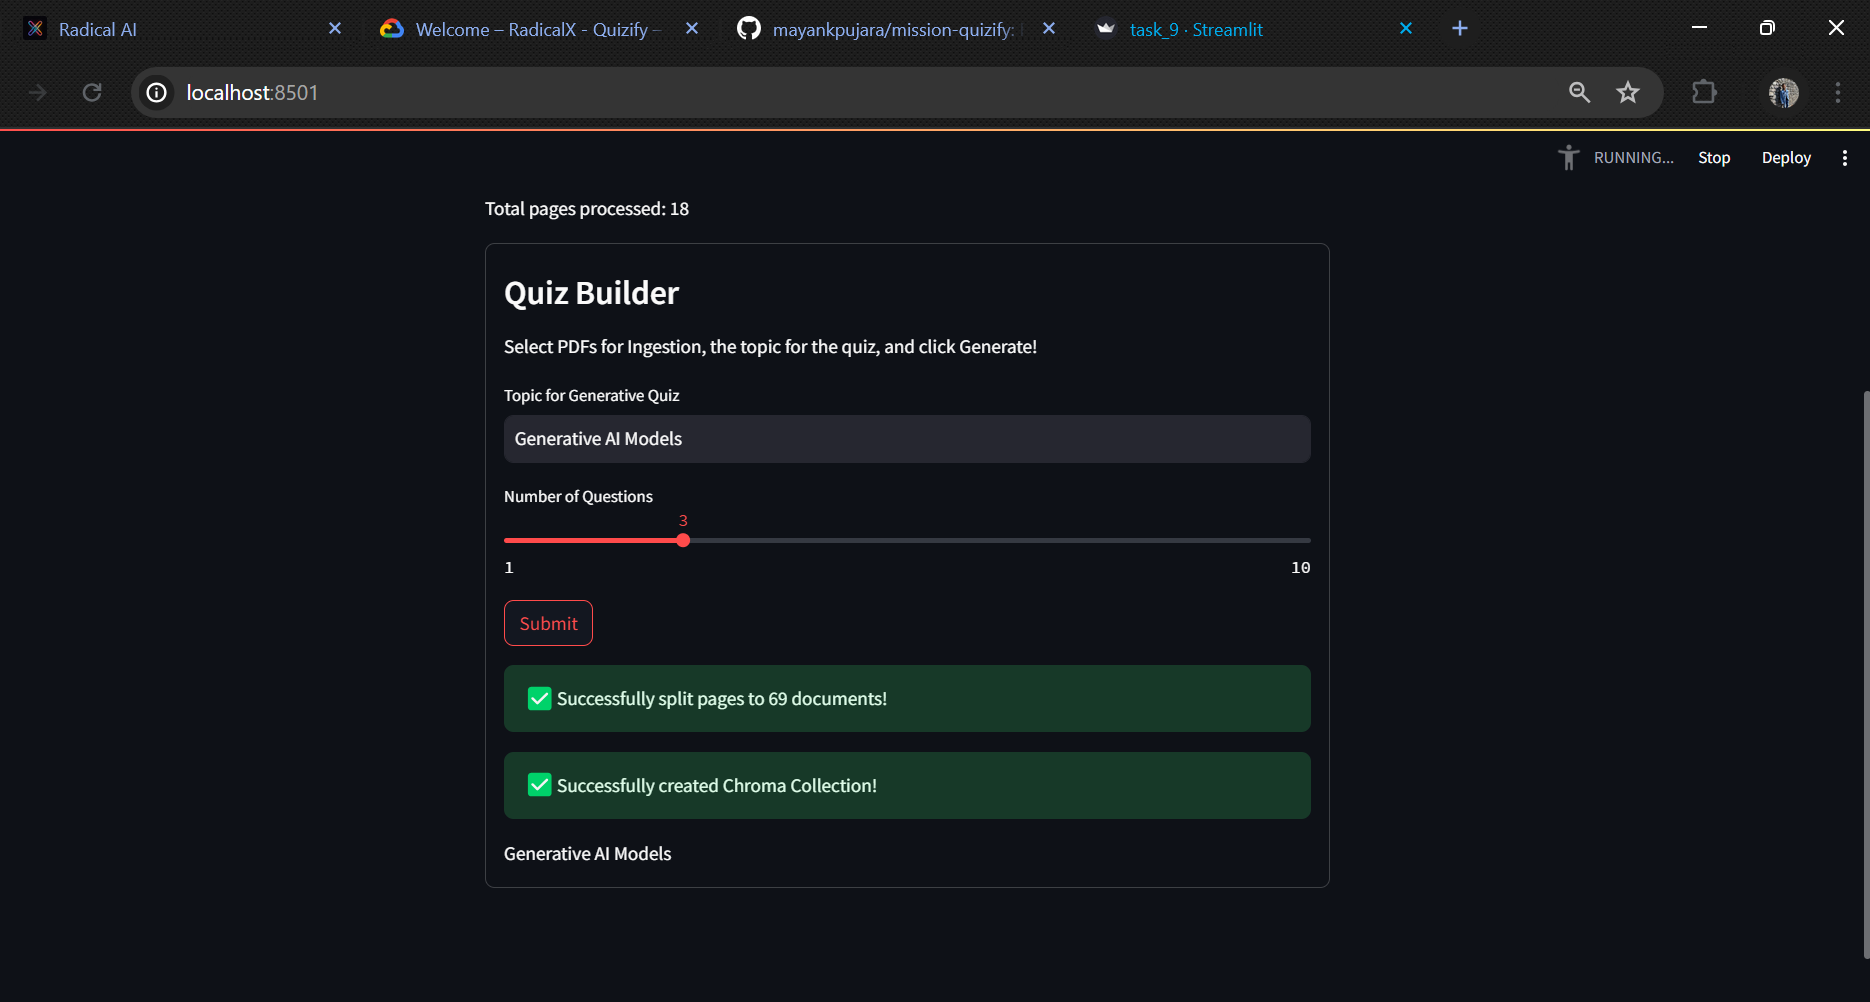 Radical AI
Welcome – RadicalX - Quizify –
mayankpujara/mission-quizify:
task_9 · Streamlit
localhost:8501
RUNNING...
Stop
Deploy
Total pages processed: 18
Quiz Builder
Select PDFs for Ingestion, the topic for the quiz, and click Generate!
Topic for Generative Quiz
Generative AI Models
Number of Questions
3
1
10
Submit
Successfully split pages to 69 documents!
Successfully created Chroma Collection!
Generative AI Models